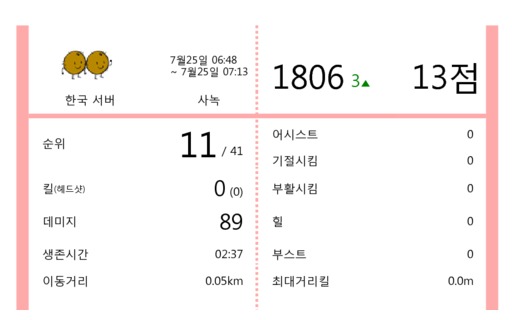 7월25일 06:48
~ 7월25일 07:13
한국 서버
사녹
1806 3▲
13점
순위
11 / 41
킬(헤드샷)
0 (0)
데미지
89
생존시간
02:37
이동거리
0.05km
어시스트
0
기절시킴
0
부활시킴
0
힐
0
부스트
0
최대거리킬
0.0m